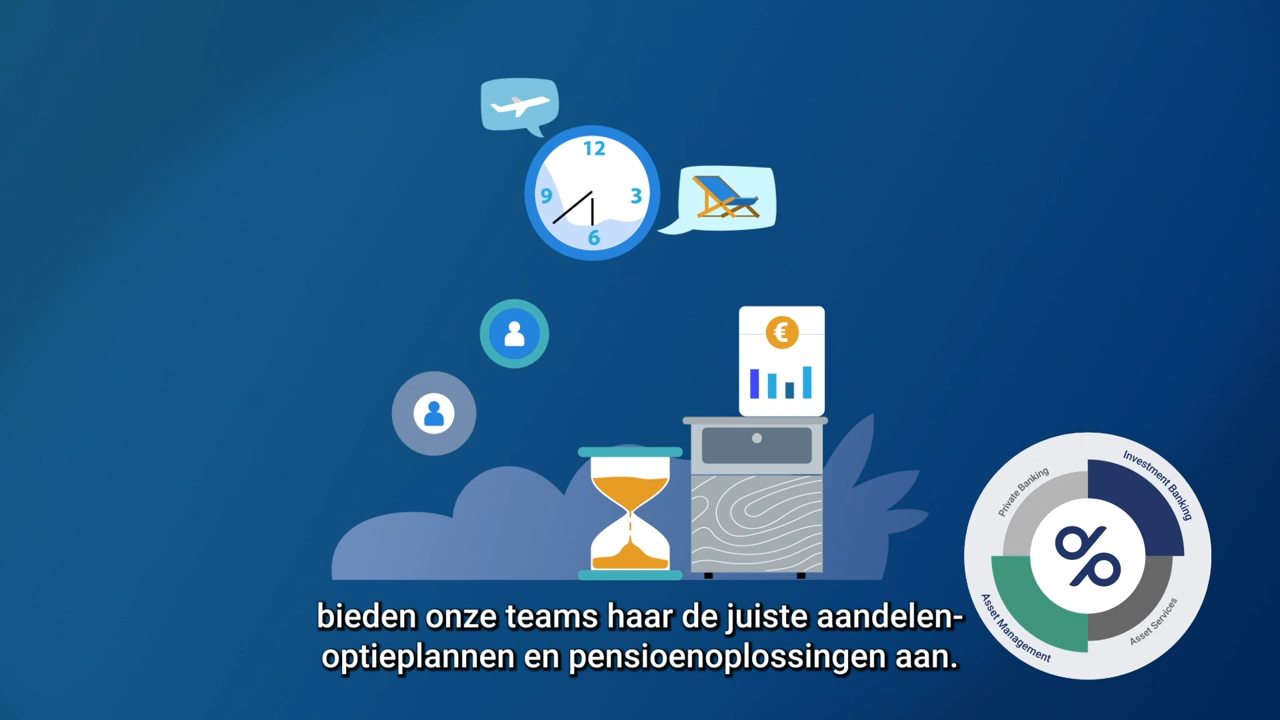 12
9
3
6
€
Private Banking
Investment Banking
%
Asset Management
Asset Services
bieden onze teams haar de juiste aandelen-
optieplannen en pensioenoplossingen aan.